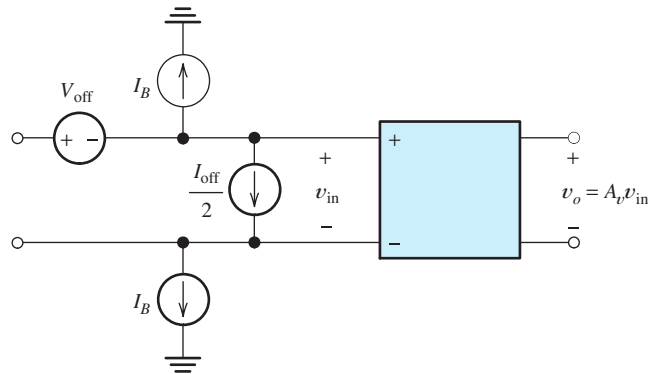 V_off
I_B
+ -
+
I_off
2
+
v_in
-
+
v_o = A_v v_in
-
-
I_B